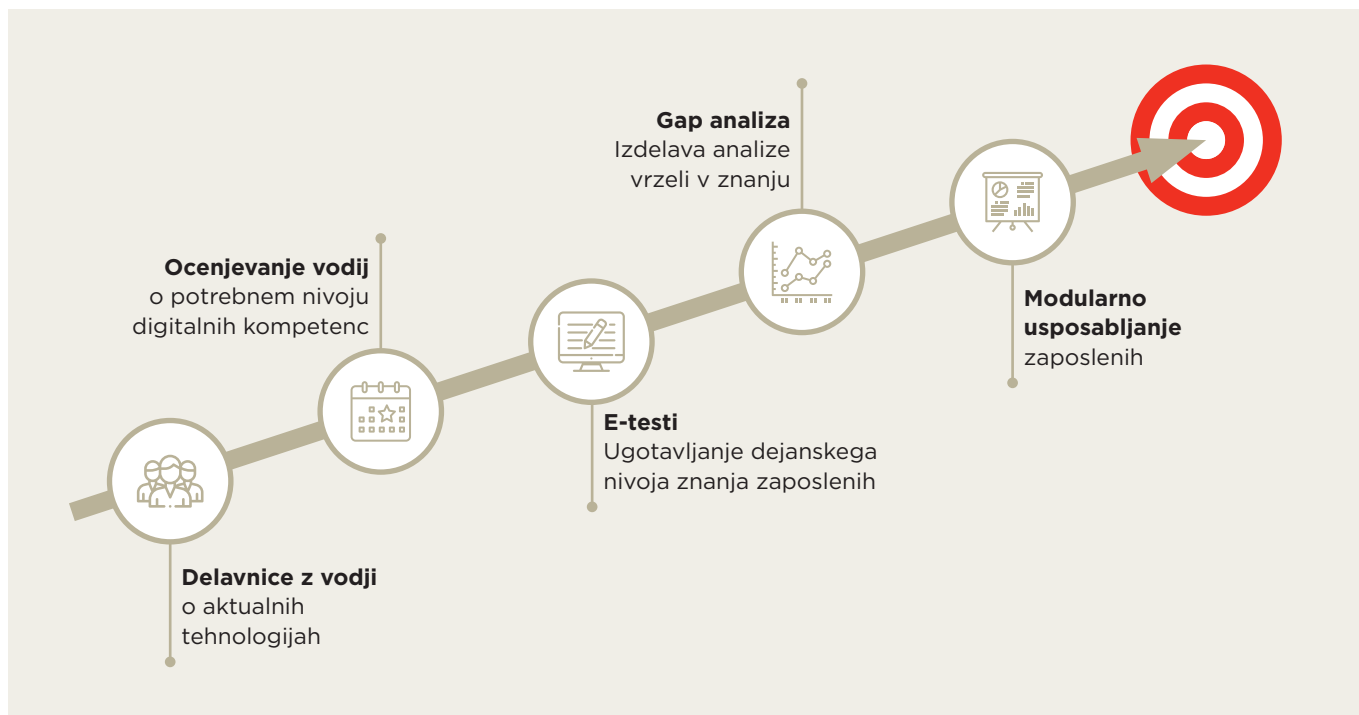 Delavnice z vodji
o aktualnih
tehnologijah
Ocenjevanje vodij
o potrebnem nivoju
digitalnih kompetenc
E-testi
Ugotavljanje dejanskega
nivoja znanja zaposlenih
Gap analiza
Izdelava analize
vrzeli v znanju
Modularno
usposabljanje
zaposlenih